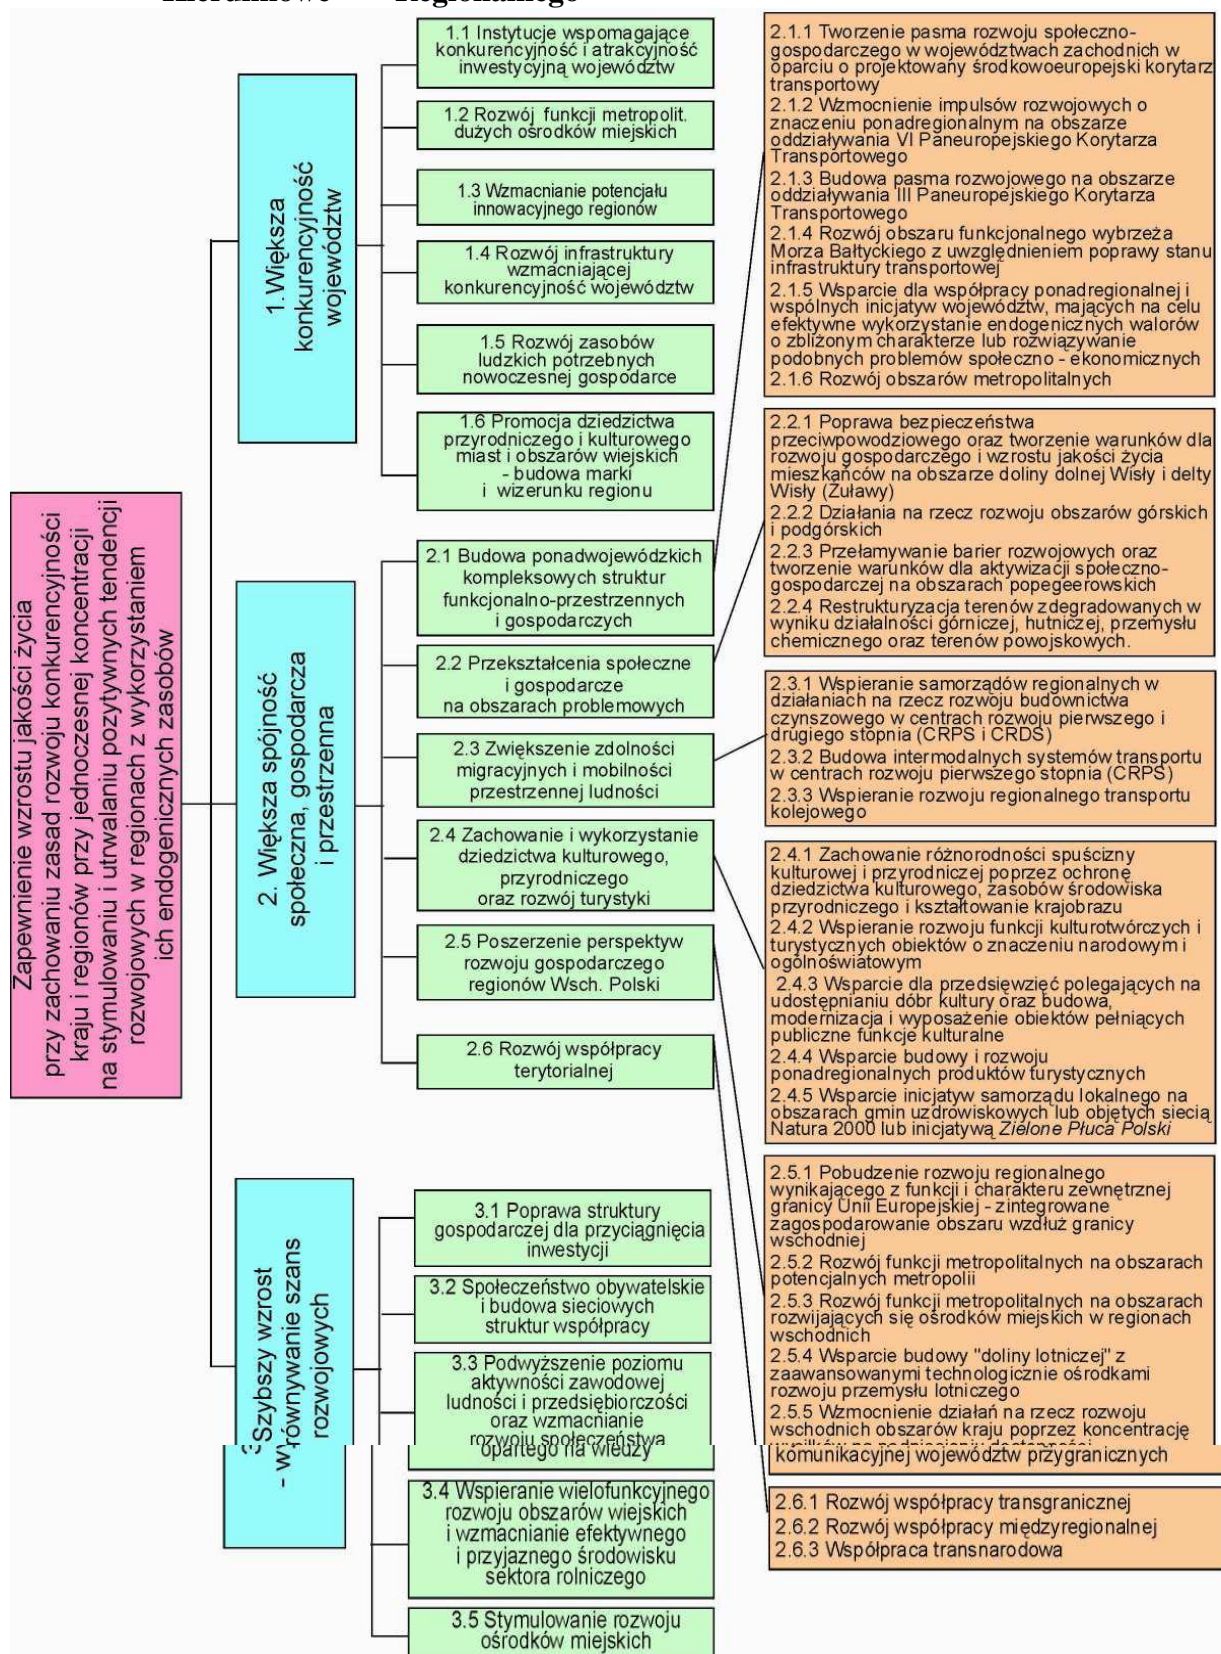 Kierunkowe Regionalnego
Zapewnienie wzrostu jakości życia
przy zachowaniu zasad rozwoju konkurencyjności
kraju i regionów przy jednoczesnej koncentracji
na stymulowaniu i utrwalaniu pozytywnych tendencji
rozwojowych w regionach z wykorzystaniem
ich endogenicznych zasobów
1.Większa
konkurencyjność
województw
1.1 Instytucje wspomagające
konkurencyjność i atrakcyjność
inwestycyjną województw
1.2 Rozwój funkcji metropolit.
dużych ośrodków miejskich
1.3 Wzmacnianie potencjału
innowacyjnego regionów
1.4 Rozwój infrastruktury
wzmacniającej
konkurencyjność województw
1.5 Rozwój zasobów
ludzkich potrzebnych
nowoczesnej gospodarce
1.6 Promocja dziedzictwa
przyrodniczego i kulturowego
miast i obszarów wiejskich
- budowa marki
i wizerunku regionu
2. Większa spójność
społeczna, gospodarcza
i przestrzenna
2.1 Budowa ponadwojewódzkich
kompleksowych struktur
funkcjonalno-przestrzennych
i gospodarczych
2.2 Przekształcenia społeczne
i gospodarcze
na obszarach problemowych
2.3 Zwiększenie zdolności
migracyjnych i mobilności
przestrzennej ludności
2.4 Zachowanie i wykorzystanie
dziedzictwa kulturowego,
przyrodniczego
oraz rozwój turystyki
2.5 Poszerzenie perspektyw
rozwoju gospodarczego
regionów Wsch. Polski
2.6 Rozwój współpracy
terytorialnej
3 Szybszy wzrost
- wyrównywanie szans
rozwojowych
3.1 Poprawa struktury
gospodarczej dla przyciągnięcia
inwestycji
3.2 Społeczeństwo obywatelskie
i budowa sieciowych
struktur współpracy
3.3 Podwyższenie poziomu
aktywności zawodowej
ludności i przedsiębiorczości
oraz wzmacnianie
rozwoju społeczeństwa
opartego na wiedzy
3.4 Wspieranie wielofunkcyjnego
rozwoju obszarów wiejskich
i wzmacnianie efektywnego
i przyjaznego środowisku
sektora rolniczego
3.5 Stymulowanie rozwoju
ośrodków miejskich
2.1.1 Tworzenie pasma rozwoju społeczno-
gospodarczego w województwach zachodnich w
oparciu o projektowany środkowoeuropejski korytarz
transportowy
2.1.2 Wzmocnienie impulsów rozwojowych o
znaczeniu ponadregionalnym na obszarze
oddziaływania VI Paneuropejskiego Korytarza
Transportowego
2.1.3 Budowa pasma rozwojowego na obszarze
oddziaływania III Paneuropejskiego Korytarza
Transportowego
2.1.4 Rozwój obszaru funkcjonalnego wybrzeża
Morza Bałtyckiego z uwzględnieniem poprawy stanu
infrastruktury transportowej
2.1.5 Wsparcie dla współpracy ponadregionalnej i
wspólnych inicjatyw województw, mających na celu
efektywne wykorzystanie endogenicznych walorów
o zbliżonym charakterze lub rozwiązywanie
podobnych problemów społeczno - ekonomicznych
2.1.6 Rozwój obszarów metropolitalnych
2.2.1 Poprawa bezpieczeństwa
przeciwpowodziowego oraz tworzenie warunków dla
rozwoju gospodarczego i wzrostu jakości życia
mieszkańców na obszarze doliny dolnej Wisły i delty
Wisły (Żuławy)
2.2.2 Działania na rzecz rozwoju obszarów górskich
i podgórskich
2.2.3 Przełamywanie barier rozwojowych oraz
tworzenie warunków dla aktywizacji społeczno-
gospodarczej na obszarach popegeerowskich
2.2.4 Restrukturyzacja terenów zdegradowanych w
wyniku działalności górniczej, hutniczej, przemysłu
chemicznego oraz terenów powojskowych.
2.3.1 Wspieranie samorządów regionalnych w
działaniach na rzecz rozwoju budownictwa
czynszowego w centrach rozwoju pierwszego i
drugiego stopnia (CRPS i CRDS)
2.3.2 Budowa intermodalnych systemów transportu
w centrach rozwoju pierwszego stopnia (CRPS)
2.3.3 Wspieranie rozwoju regionalnego transportu
kolejowego
2.4.1 Zachowanie różnorodności spuścizny
kulturowej i przyrodniczej poprzez ochronę
dziedzictwa kulturowego, zasobów środowiska
przyrodniczego i kształtowanie krajobrazu
2.4.2 Wspieranie rozwoju funkcji kulturotwórczych i
turystycznych obiektów o znaczeniu narodowym i
ogólnoświatowym
2.4.3 Wsparcie dla przedsięwzięć polegających na
udostępnianiu dóbr kultury oraz budowa,
modernizacja i wyposażenie obiektów pełniących
publiczne funkcje kulturalne
2.4.4 Wsparcie budowy i rozwoju
ponadregionalnych produktów turystycznych
2.4.5 Wsparcie inicjatyw samorządu lokalnego na
obszarach gmin uzdrowiskowych lub objętych siecią
Natura 2000 lub inicjatywą Zielone Płuca Polski
2.5.1 Pobudzenie rozwoju regionalnego
wynikającego z funkcji i charakteru zewnętrznej
granicy Unii Europejskiej - zintegrowane
zagospodarowanie obszaru wzdłuż granicy
wschodniej
2.5.2 Rozwój funkcji metropolitalnych na obszarach
potencjalnych metropolii
2.5.3 Rozwój funkcji metropolitalnych na obszarach
rozwijających się ośrodków miejskich w regionach
wschodnich
2.5.4 Wsparcie budowy "doliny lotniczej" z
zaawansowanymi technologicznie ośrodkami
rozwoju przemysłu lotniczego
2.5.5 Wzmocnienie działań na rzecz rozwoju
wschodnich obszarów kraju poprzez koncentrację
komunikacyjnej województw przygranicznych
2.6.1 Rozwój współpracy transgranicznej
2.6.2 Rozwój współpracy międzyregionalnej
2.6.3 Współpraca transnarodowa